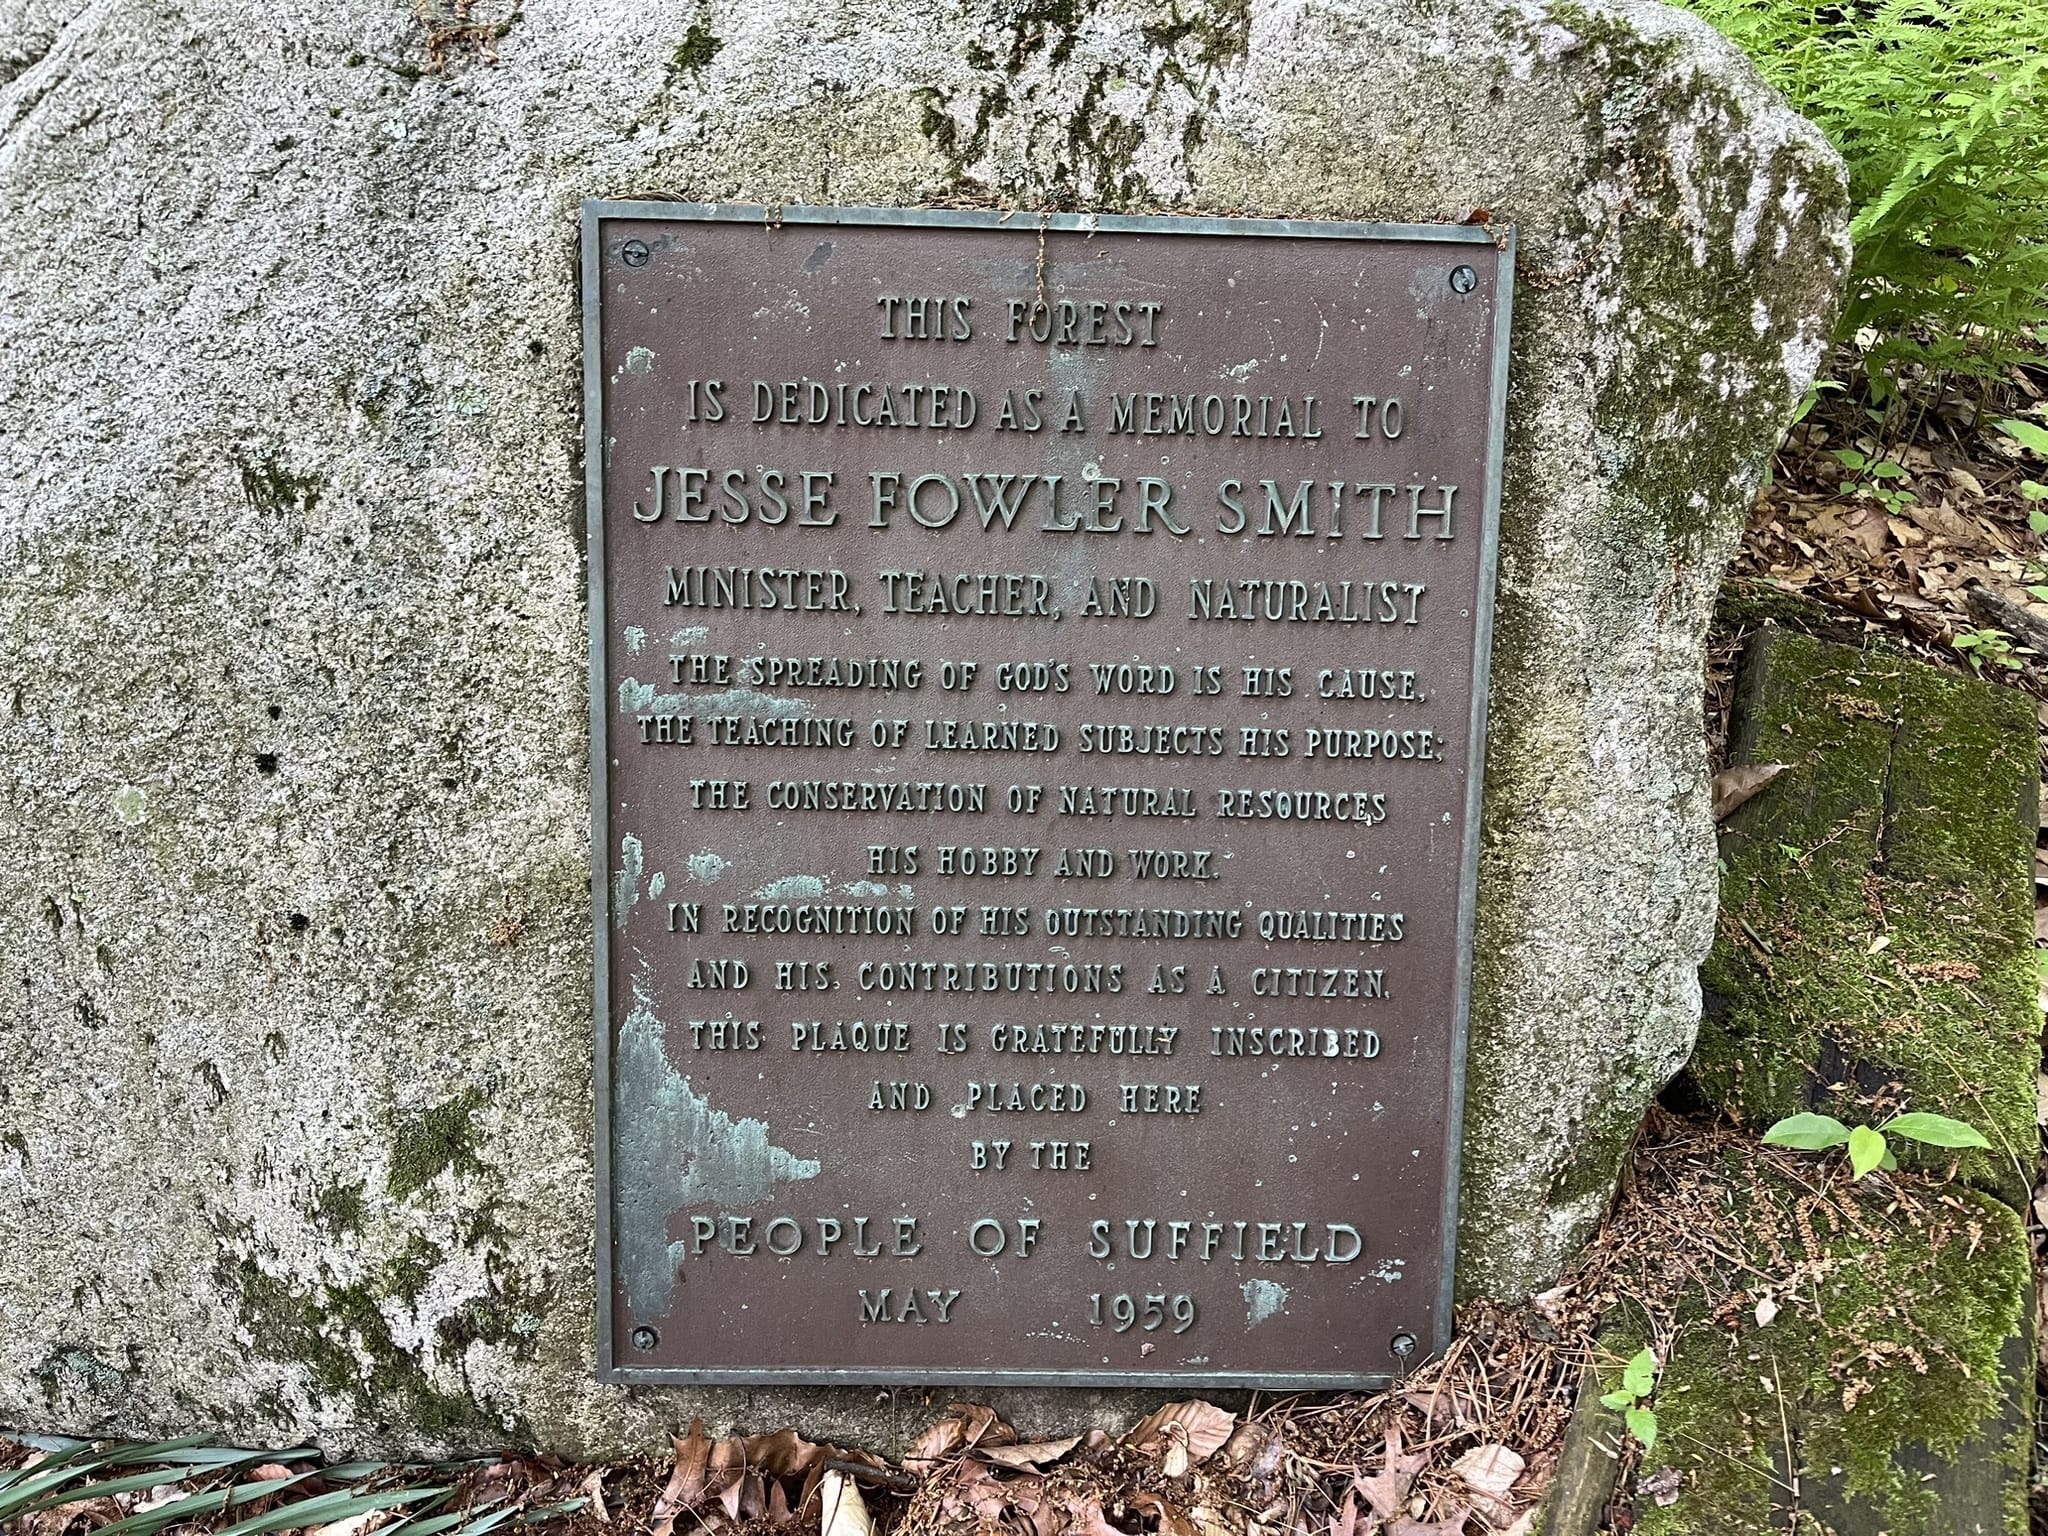 THIS FOREST
IS DEDICATED AS A MEMORIAL TO
JESSE FOWLER SMITH
MINISTER, TEACHER, AND NATURALIST
THE SPREADING OF GOD'S WORD IS HIS CAUSE,
THE TEACHING OF LEARNED SUBJECTS HIS PURPOSE;
THE CONSERVATION OF NATURAL RESOURCES
HIS HOBBY AND WORK.
IN RECOGNITION OF HIS OUTSTANDING QUALITIES
AND HIS CONTRIBUTIONS AS A CITIZEN,
THIS PLAQUE IS GRATEFULLY INSCRIBED
AND PLACED HERE
BY THE
PEOPLE OF SUFFIELD
MAY 1959